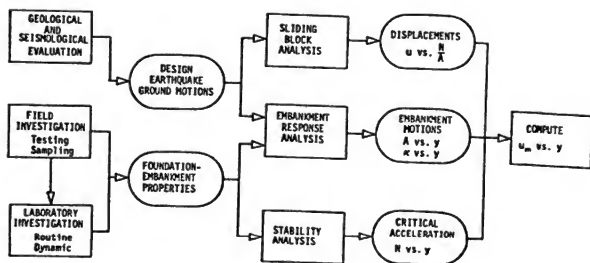 GEOLOGICAL
AND
SEISMOLOGICAL
EVALUATION
DESIGN
EARTHQUAKE
GROUND MOTIONS
SLIDING
BLOCK
ANALYSIS
DISPLACEMENTS
u vs. N/A
FIELD
INVESTIGATION
Testing
Sampling
FOUNDATION-
EMBANKMENT
PROPERTIES
EMBANKMENT
RESPONSE
ANALYSIS
EMBANKMENT
MOTIONS
A vs. y
κ vs. y
COMPUTE
um vs. y
LABORATORY
INVESTIGATION
Routine
Dynamic
STABILITY
ANALYSIS
CRITICAL
ACCELERATION
N vs. y